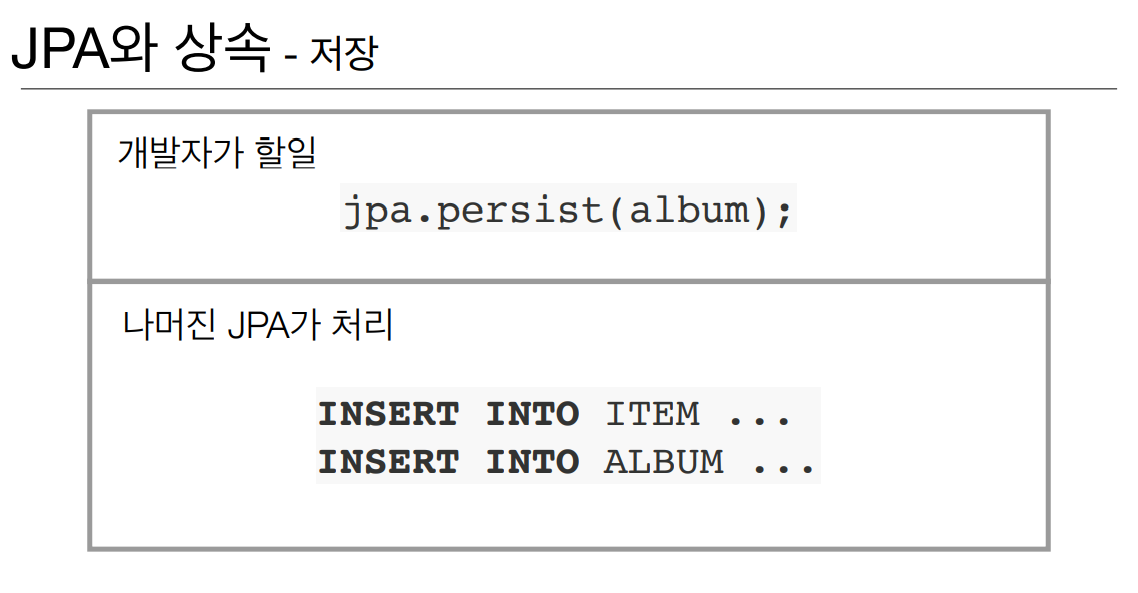 JPA와 상속 - 저장
개발자가 할일
jpa.persist(album);
나머진 JPA가 처리
INSERT INTO ITEM ...
INSERT INTO ALBUM ...